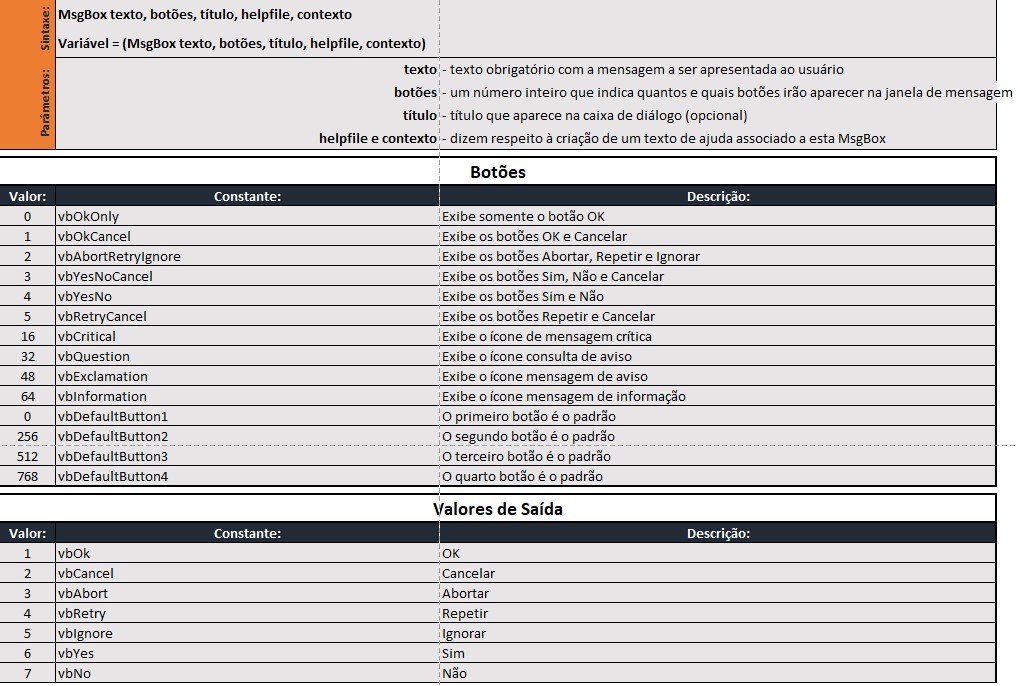 Sintaxe:
MsgBox texto, botões, título, helpfile, contexto
Variável = (MsgBox texto, botões, título, helpfile, contexto)
Parâmetros:
texto - texto obrigatório com a mensagem a ser apresentada ao usuário
botões - um número inteiro que indica quantos e quais botões irão aparecer na janela de mensagem
título - título que aparece na caixa de diálogo (opcional)
helpfile e contexto - dizem respeito à criação de um texto de ajuda associado a esta MsgBox
Botões
Valor: Constante: Descrição:
0 vbOkOnly Exibe somente o botão OK
1 vbOkCancel Exibe os botões OK e Cancelar
2 vbAbortRetryIgnore Exibe os botões Abortar, Repetir e Ignorar
3 vbYesNoCancel Exibe os botões Sim, Não e Cancelar
4 vbYesNo Exibe os botões Sim e Não
5 vbRetryCancel Exibe os botões Repetir e Cancelar
16 vbCritical Exibe o ícone de mensagem crítica
32 vbQuestion Exibe o ícone consulta de aviso
48 vbExclamation Exibe o ícone mensagem de aviso
64 vbInformation Exibe o ícone mensagem de informação
0 vbDefaultButton1 O primeiro botão é o padrão
256 vbDefaultButton2 O segundo botão é o padrão
512 vbDefaultButton3 O terceiro botão é o padrão
768 vbDefaultButton4 O quarto botão é o padrão
Valores de Saída
Valor: Constante: Descrição:
1 vbOk OK
2 vbCancel Cancelar
3 vbAbort Abortar
4 vbRetry Repetir
5 vbIgnore Ignorar
6 vbYes Sim
7 vbNo Não